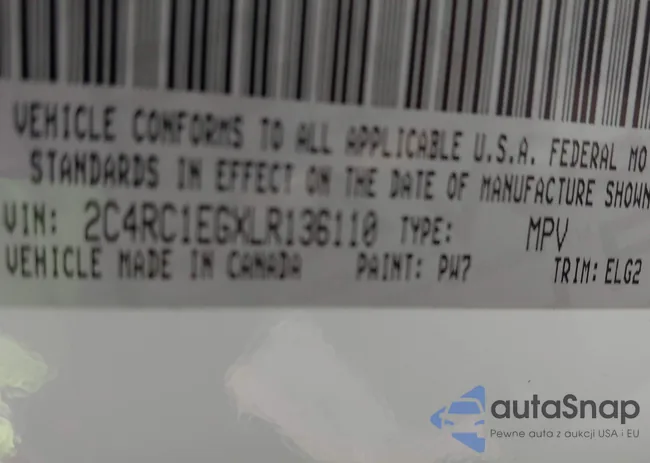 VEHICLE CONFORMS TO ALL APPLICABLE U.S.A. FEDERAL MO
STANDARDS IN EFFECT ON THE DATE OF MANUFACTURE SHOWN
VIN: 2C4RC1EGXLR136110 TYPE: MPV
VEHICLE MADE IN CANADA PAINT: PW7 TRIM: ELG2
autaSnap
Pewne auta z aukcji USA i EU